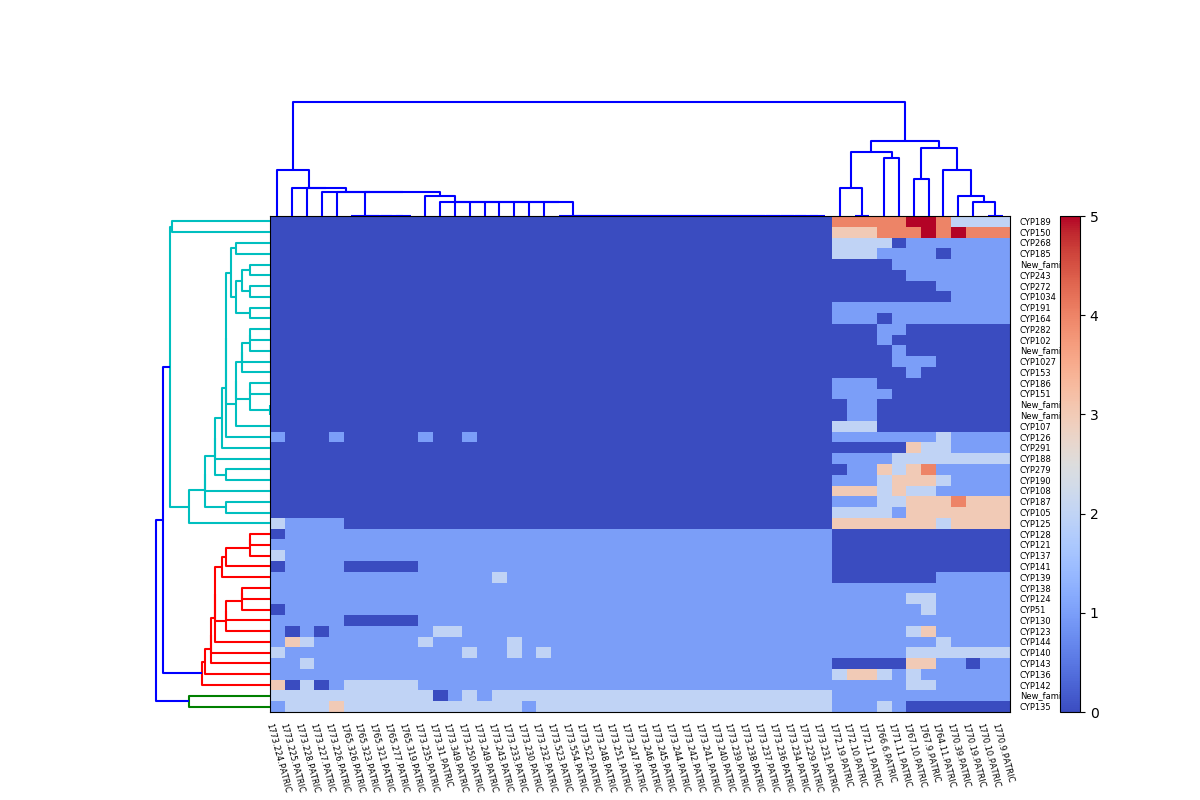 CYP189
CYP150
CYP268
CYP185
New_fami
CYP243
CYP272
CYP1034
CYP191
CYP164
CYP282
CYP102
New_fami
CYP1027
CYP153
CYP186
CYP151
New_fami
New_fami
CYP107
CYP126
CYP291
CYP188
CYP279
CYP190
CYP108
CYP187
CYP105
CYP125
CYP128
CYP121
CYP137
CYP141
CYP139
CYP138
CYP124
CYP51
CYP130
CYP123
CYP144
CYP140
CYP143
CYP136
CYP142
New_fami
CYP135
5
4
3
2
1
0
1773.224.PATRIC
1773.225.PATRIC
1773.228.PATRIC
1773.227.PATRIC
1773.226.PATRIC
1765.326.PATRIC
1765.323.PATRIC
1765.321.PATRIC
1765.277.PATRIC
1765.319.PATRIC
1773.235.PATRIC
1773.31.PATRIC
1773.349.PATRIC
1773.250.PATRIC
1773.249.PATRIC
1773.243.PATRIC
1773.233.PATRIC
1773.230.PATRIC
1773.232.PATRIC
1773.523.PATRIC
1773.554.PATRIC
1773.248.PATRIC
1773.251.PATRIC
1773.247.PATRIC
1773.246.PATRIC
1773.245.PATRIC
1773.244.PATRIC
1773.242.PATRIC
1773.241.PATRIC
1773.240.PATRIC
1773.239.PATRIC
1773.238.PATRIC
1773.237.PATRIC
1773.236.PATRIC
1773.234.PATRIC
1773.229.PATRIC
1773.231.PATRIC
1772.19.PATRIC
1772.10.PATRIC
1772.11.PATRIC
1766.6.PATRIC
1771.11.PATRIC
1767.10.PATRIC
1767.9.PATRIC
1764.11.PATRIC
1770.39.PATRIC
1770.19.PATRIC
1770.10.PATRIC
1770.9.PATRIC